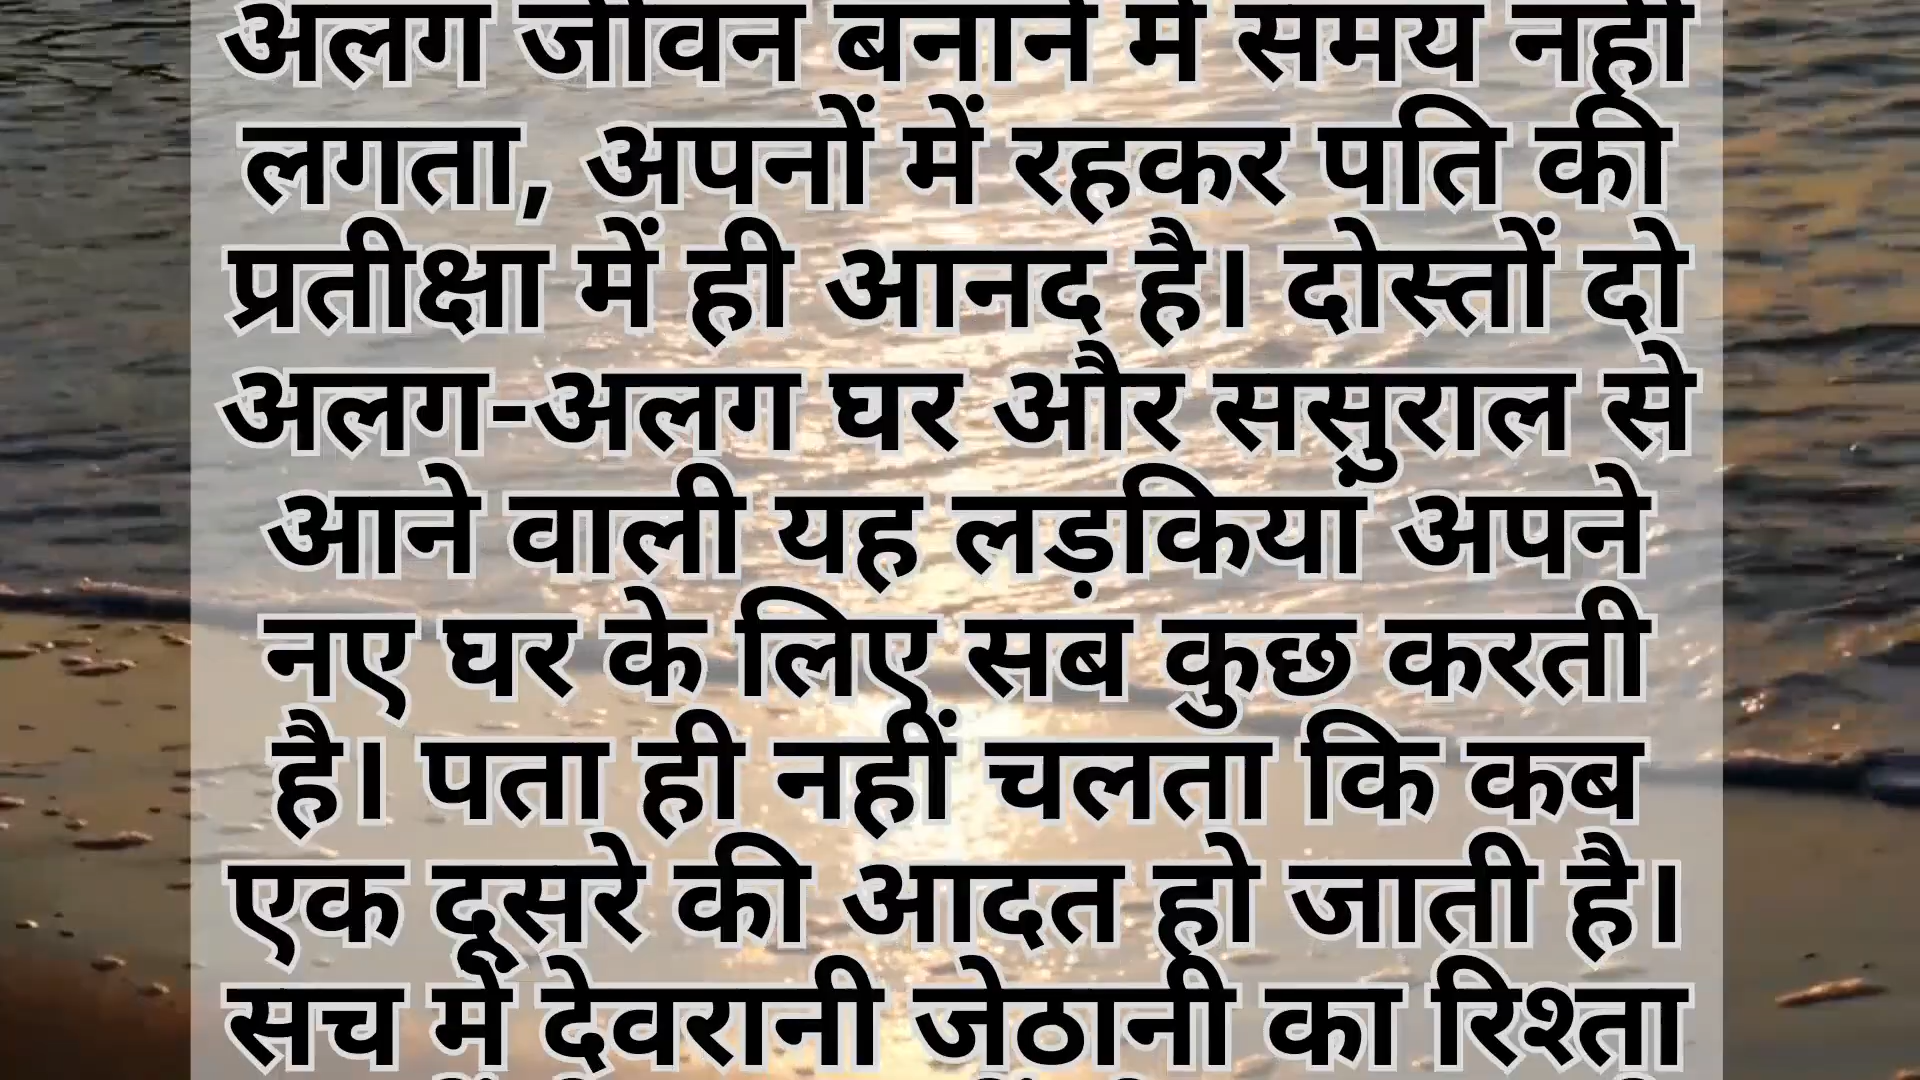 अलग जीवन बनाने में समय नहीं
लगता, अपनों में रहकर पति की
प्रतीक्षा में ही आनद है। दोस्तों दो
अलग-अलग घर और ससुराल से
आने वाली यह लड़कियां अपने
नए घर के लिए सब कुछ करती
है। पता ही नहीं चलता कि कब
एक दूसरे की आदत हो जाती है।
सच में देवरानी जेठानी का रिश्ता